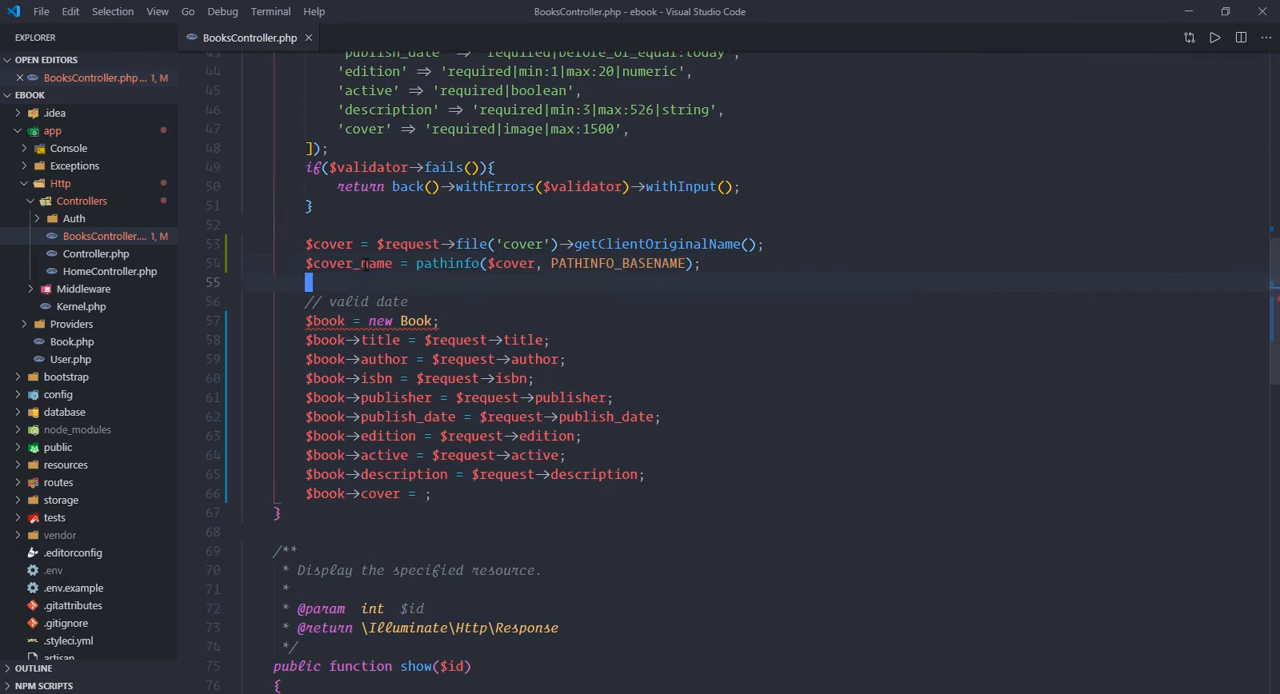 File Edit Selection View Go Debug Terminal Help BooksController.php - ebook - Visual Studio Code
EXPLORER
OPEN EDITORS
BooksController.php ... 1, M
EBOOK
.idea
app
Console
Exceptions
Http
Controllers
Auth
BooksController.... 1, M
Controller.php
HomeController.php
Middleware
Kernel.php
Providers
Book.php
User.php
bootstrap
config
database
node_modules
public
resources
routes
storage
tests
vendor
.editorconfig
.env
.env.example
.gitattributes
.gitignore
.styleci.yml
artisan
OUTLINE
NPM SCRIPTS
BooksController.php
43 'publish_date' => 'required|before_or_equal:today',
44 'edition' => 'required|min:1|max:20|numeric',
45 'active' => 'required|boolean',
46 'description' => 'required|min:3|max:526|string',
47 'cover' => 'required|image|max:1500',
48 ]);
49 if($validator->fails()){
50 return back()->withErrors($validator)->withInput();
51 }
52
53 $cover = $request->file('cover')->getClientOriginalName();
54 $cover_name = pathinfo($cover, PATHINFO_BASENAME);
55
56 // valid date
57 $book = new Book;
58 $book->title = $request->title;
59 $book->author = $request->author;
60 $book->isbn = $request->isbn;
61 $book->publisher = $request->publisher;
62 $book->publish_date = $request->publish_date;
63 $book->edition = $request->edition;
64 $book->active = $request->active;
65 $book->description = $request->description;
66 $book->cover = ;
67 }
68
69 /**
70 * Display the specified resource.
71 *
72 * @param int $id
73 * @return \Illuminate\Http\Response
74 */
75 public function show($id)
76 {